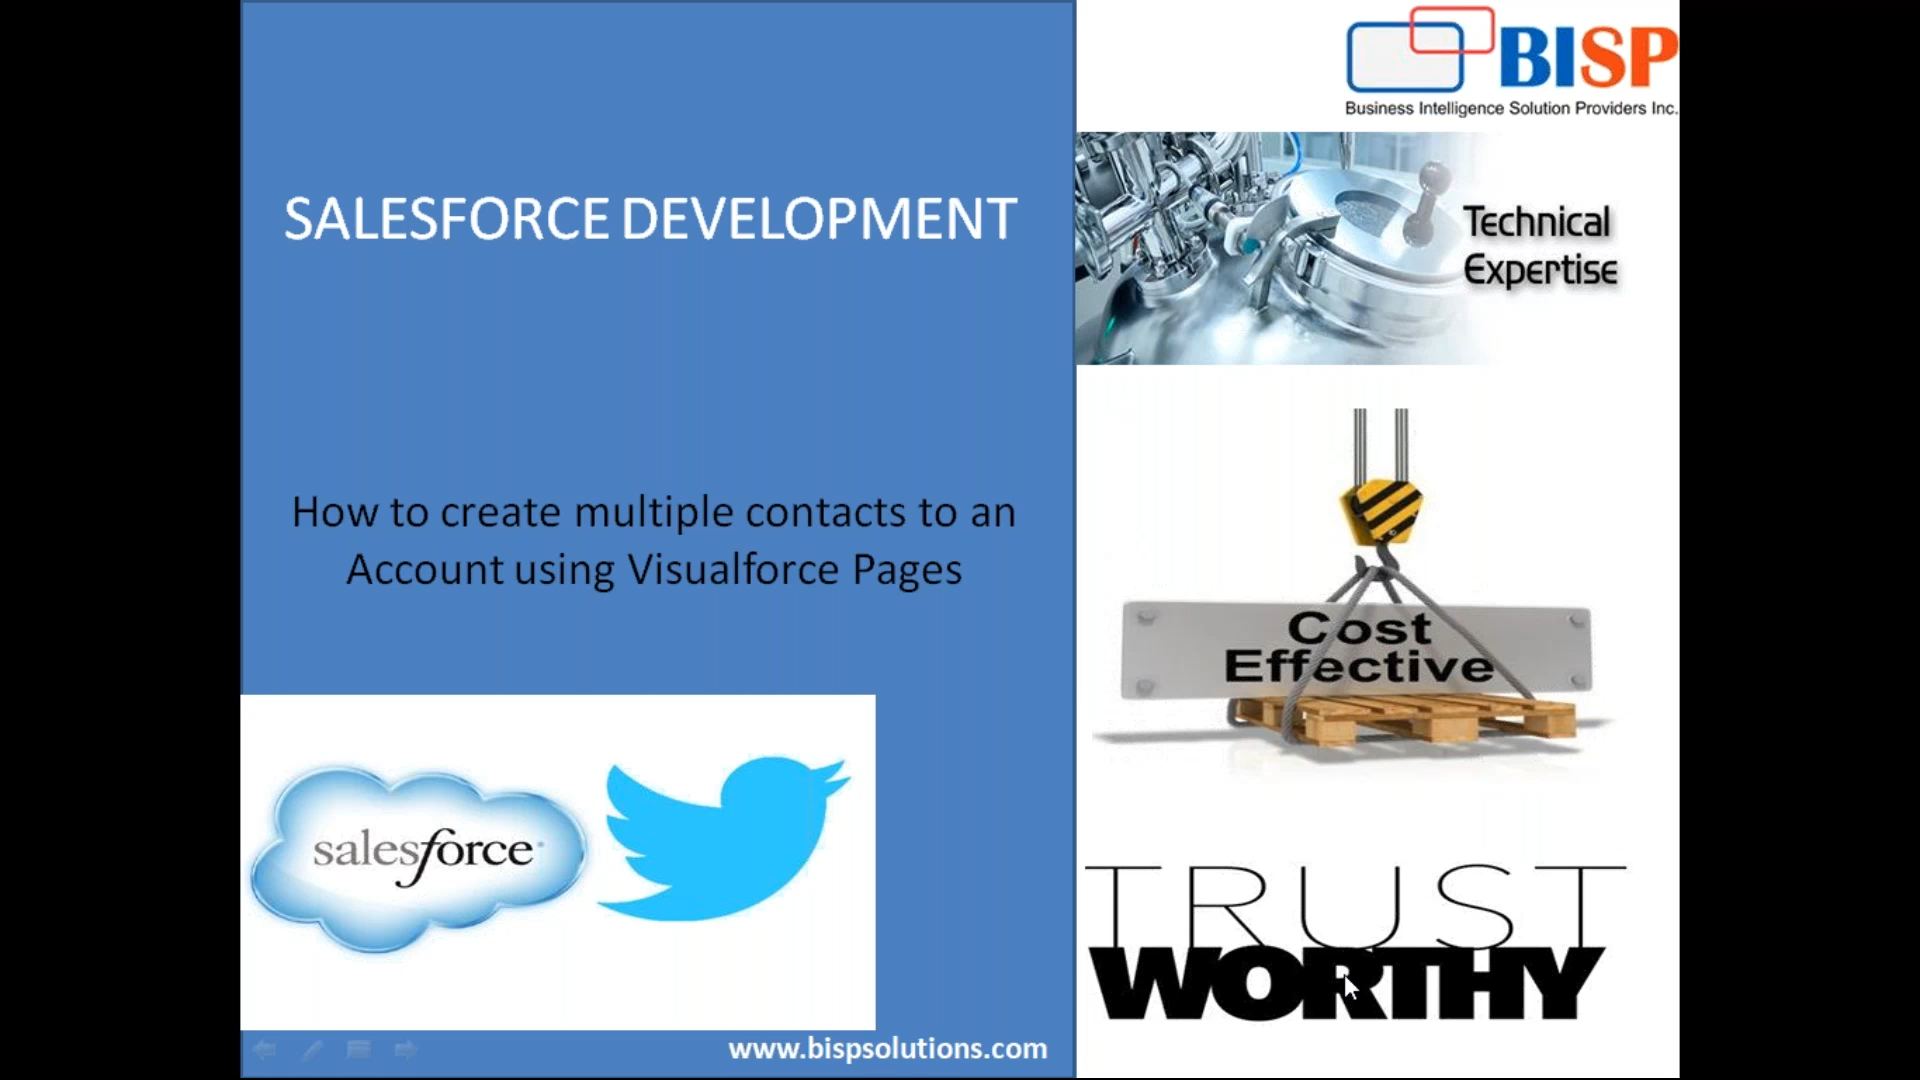 SALESFORCE DEVELOPMENT
How to create multiple contacts to an
Account using Visualforce Pages
salesforce
www.bispsolutions.com
BISP
Business Intelligence Solution Providers Inc.
Technical
Expertise
Cost
Effective
TRUST
WORTHY